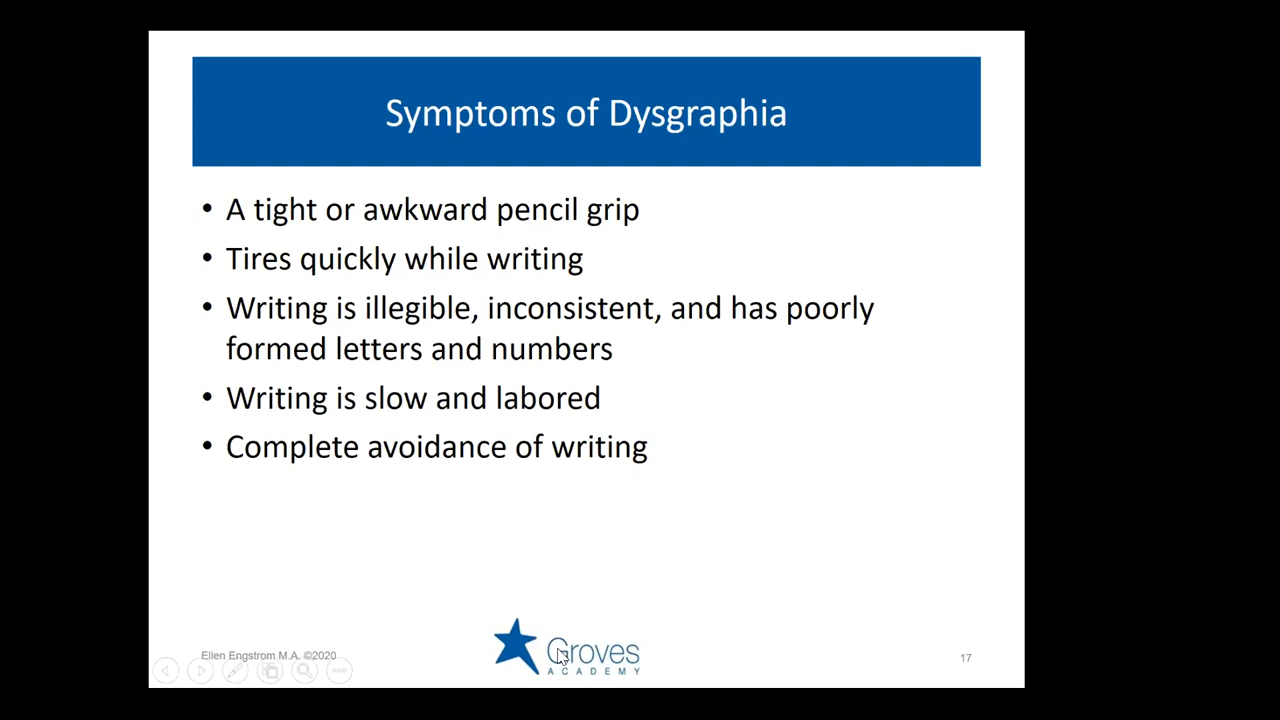 Symptoms of Dysgraphia
• A tight or awkward pencil grip
• Tires quickly while writing
• Writing is illegible, inconsistent, and has poorly
formed letters and numbers
• Writing is slow and labored
• Complete avoidance of writing
Ellen Engstrom M.A. ©2020
Groves
ACADEMY
17